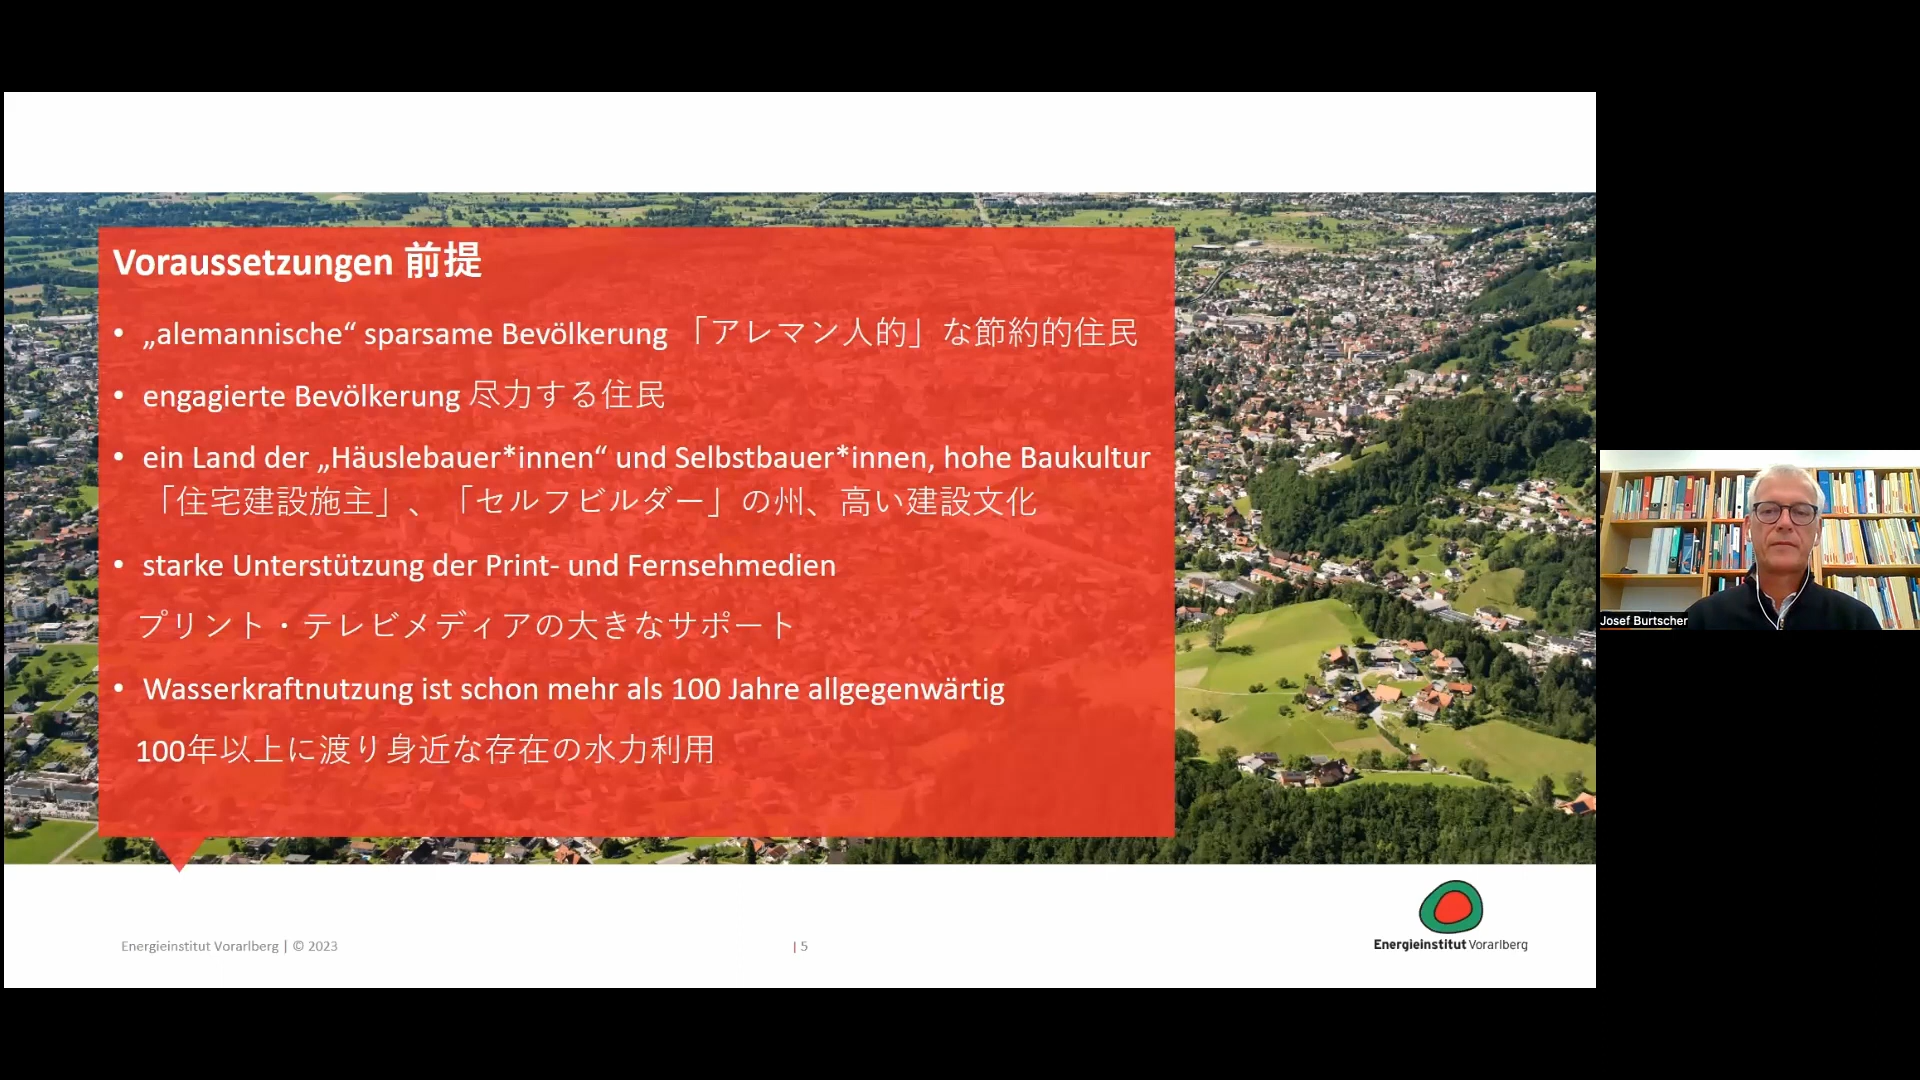 Voraussetzungen 前提
• „alemannische“ sparsame Bevölkerung 「アレマン人的」な節約的住民
• engagierte Bevölkerung 尽力する住民
• ein Land der „Häuslebauer*innen“ und Selbstbauer*innen, hohe Baukultur
「住宅建設施主」、「セルフビルダー」の州、高い建設文化
• starke Unterstützung der Print- und Fernsehmedien
プリント・テレビメディアの大きなサポート
• Wasserkraftnutzung ist schon mehr als 100 Jahre allgegenwärtig
100年以上に渡り身近な存在の水力利用
Josef Burtscher
Energieinstitut Vorarlberg | © 2023
| 5
Energieinstitut Vorarlberg